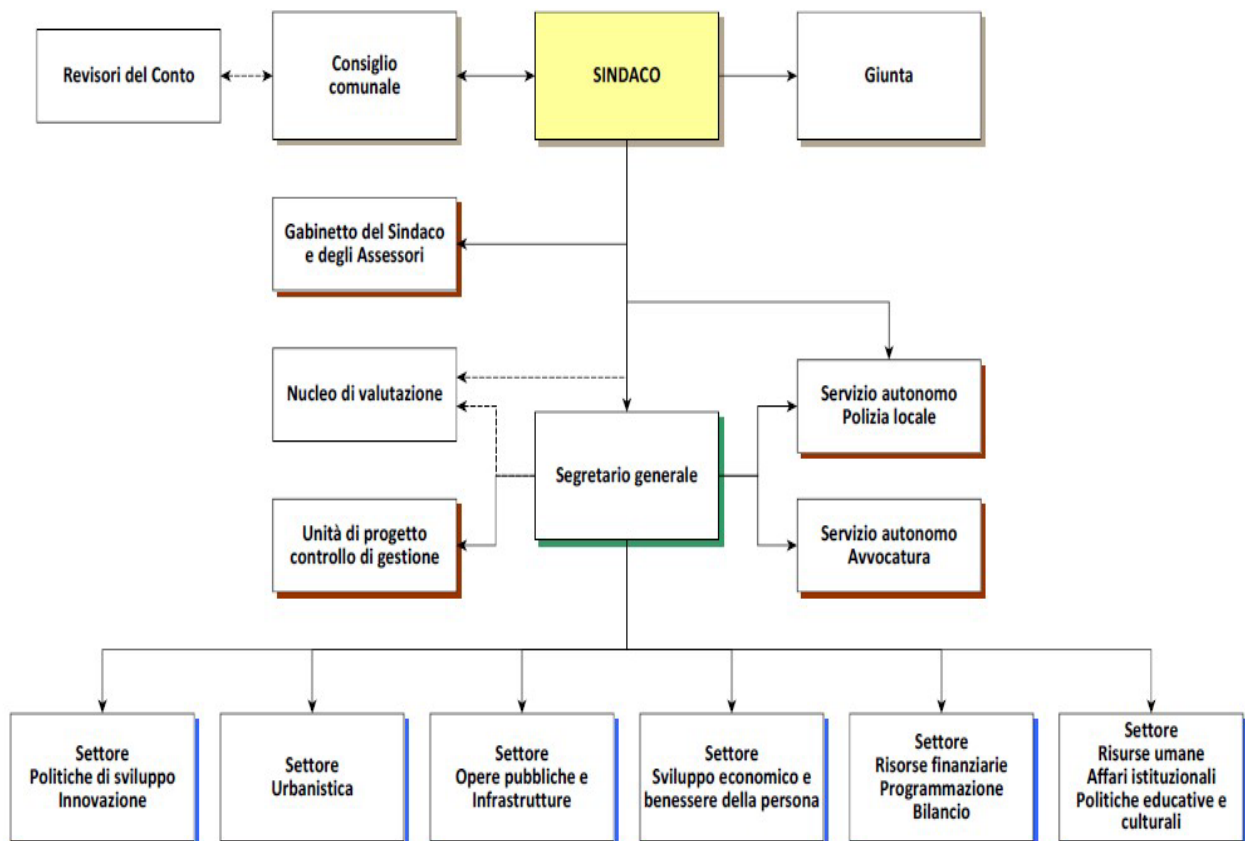 Revisori del Conto
Consiglio
comunale
SINDACO
Giunta
Gabinetto del Sindaco
e degli Assessori
Nucleo di valutazione
Servizio autonomo
Polizia locale
Segretario generale
Unità di progetto
controllo di gestione
Servizio autonomo
Avvocatura
Settore
Politiche di sviluppo
Innovazione
Settore
Urbanistica
Settore
Opere pubbliche e
Infrastrutture
Settore
Sviluppo economico e
benessere della persona
Settore
Risorse finanziarie
Programmazione
Bilancio
Settore
Risurse umane
Affari istituzionali
Politiche educative e
culturali